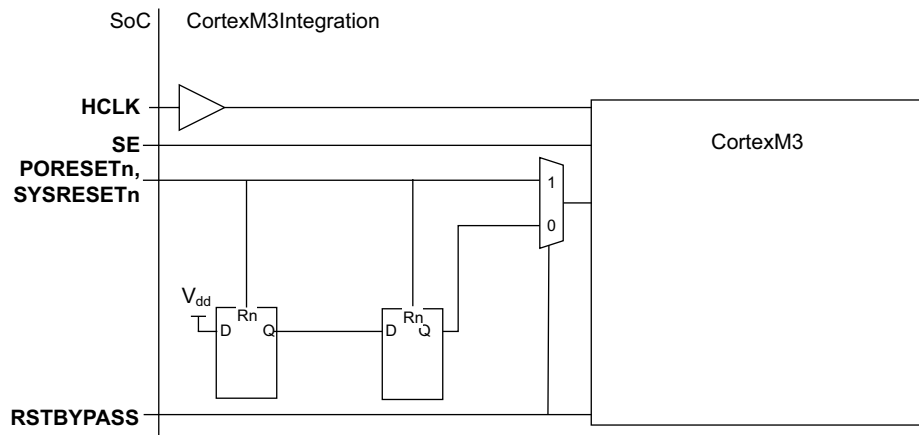 SoC
CortexM3Integration
HCLK
SE
CortexM3
PORESETn,
SYSRESETn
1
0
Vdd
Rn
D
Q
Rn
D
Q
RSTBYPASS